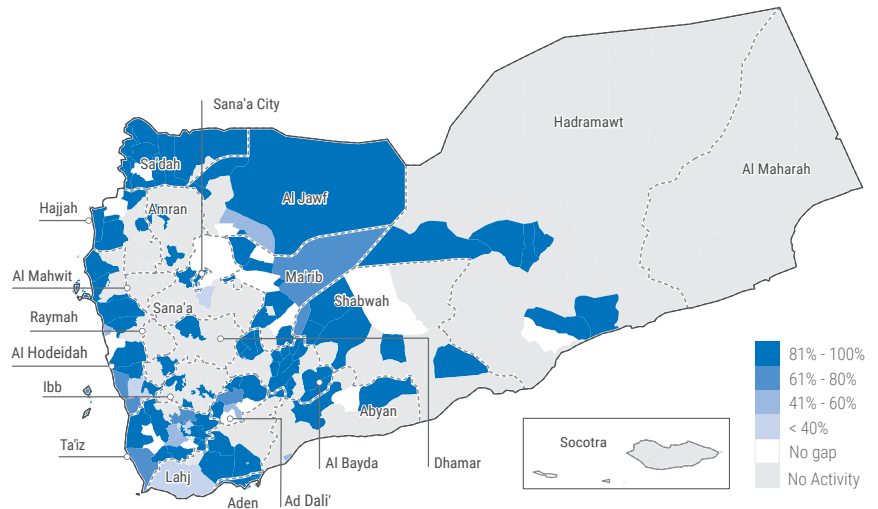 Sana'a City
Hadramawt
Sa'dah
Al Maharah
Al Jawf
Hajjah
Amran
Al Mahwit
Ma'rib
Shabwah
Sana'a
Raymah
Al Hodeidah
81% - 100%
61% - 80%
Ibb
41% - 60%
Abyan
< 40%
Ta'iz
Socotra
No gap
Al Bayda
Dhamar
Lahj
No Activity
Aden
Ad Dali'